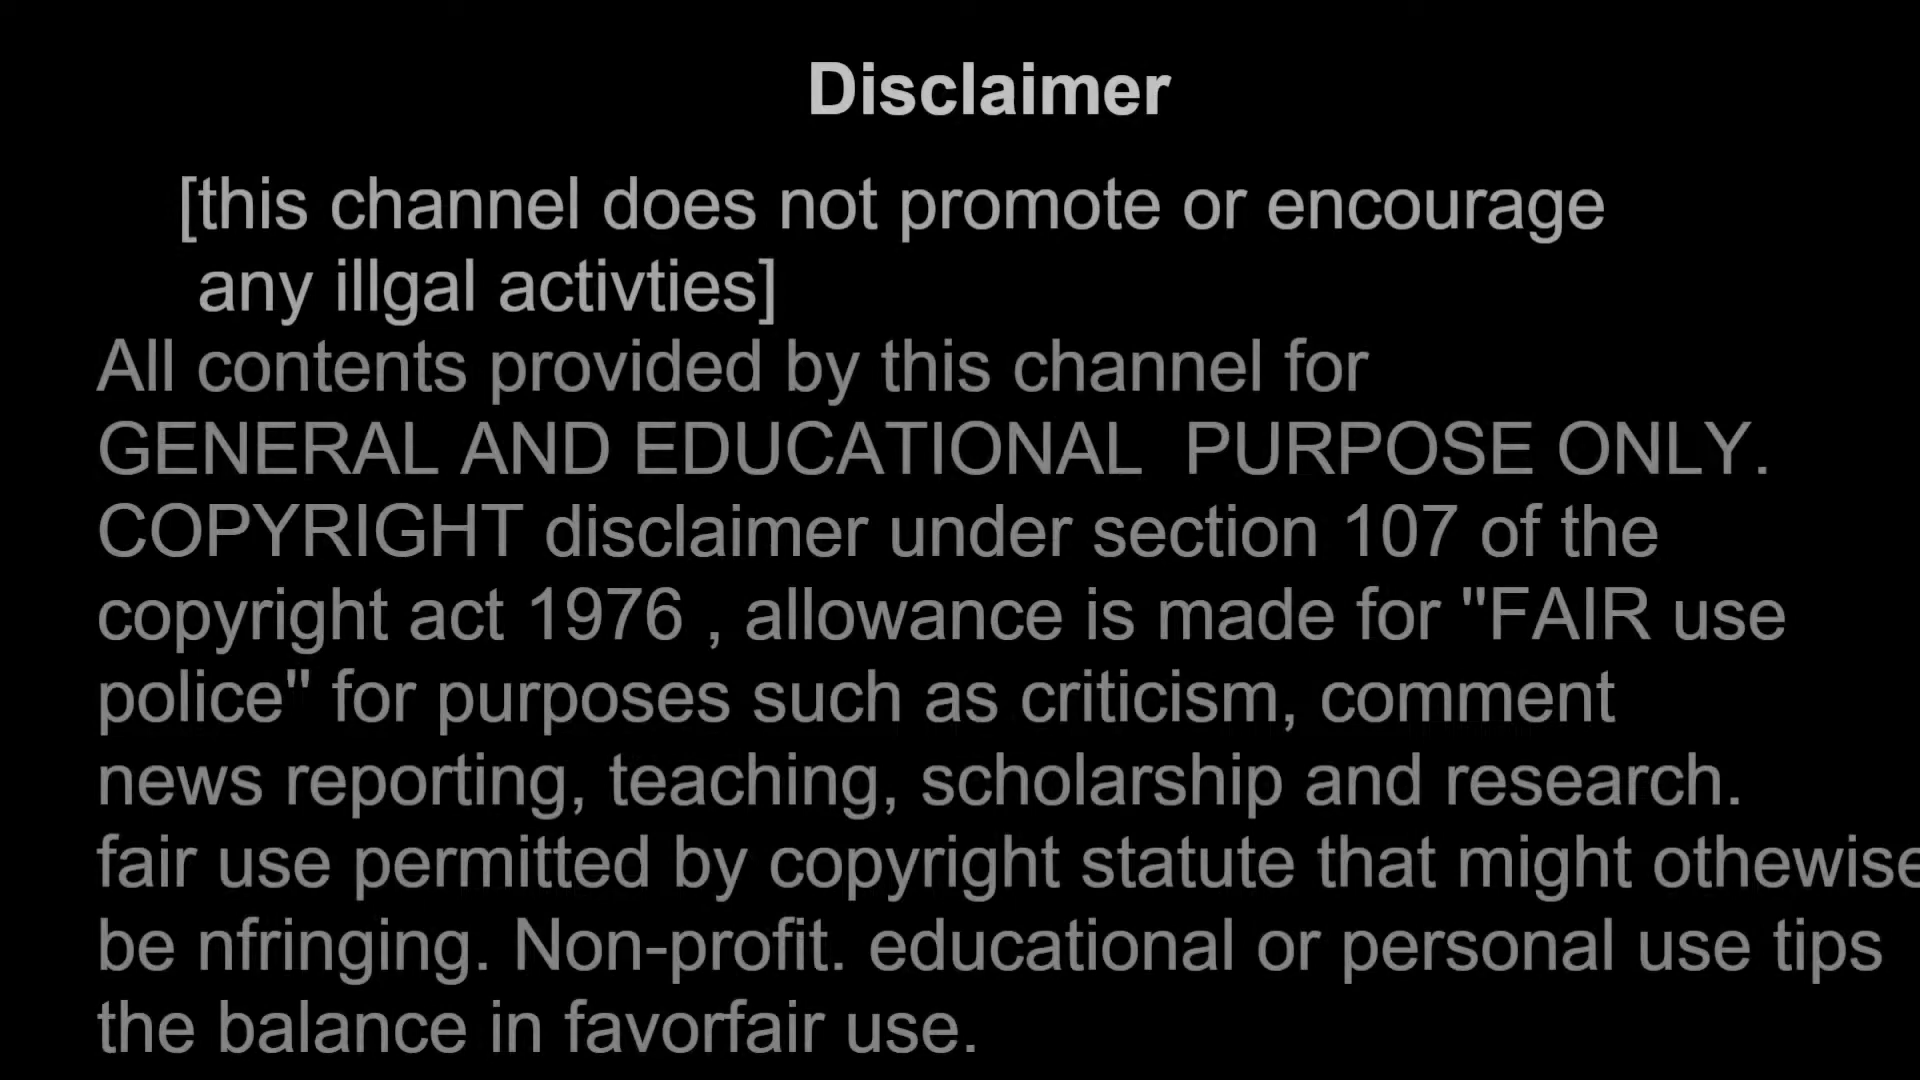 Disclaimer
[this channel does not promote or encourage
any illgal activties]
All contents provided by this channel for
GENERAL AND EDUCATIONAL  PURPOSE ONLY.
COPYRIGHT disclaimer under section 107 of the
copyright act 1976 , allowance is made for "FAIR use
police" for purposes such as criticism, comment
news reporting, teaching, scholarship and research.
fair use permitted by copyright statute that might othewise
be nfringing. Non-profit. educational or personal use tips
the balance in favorfair use.